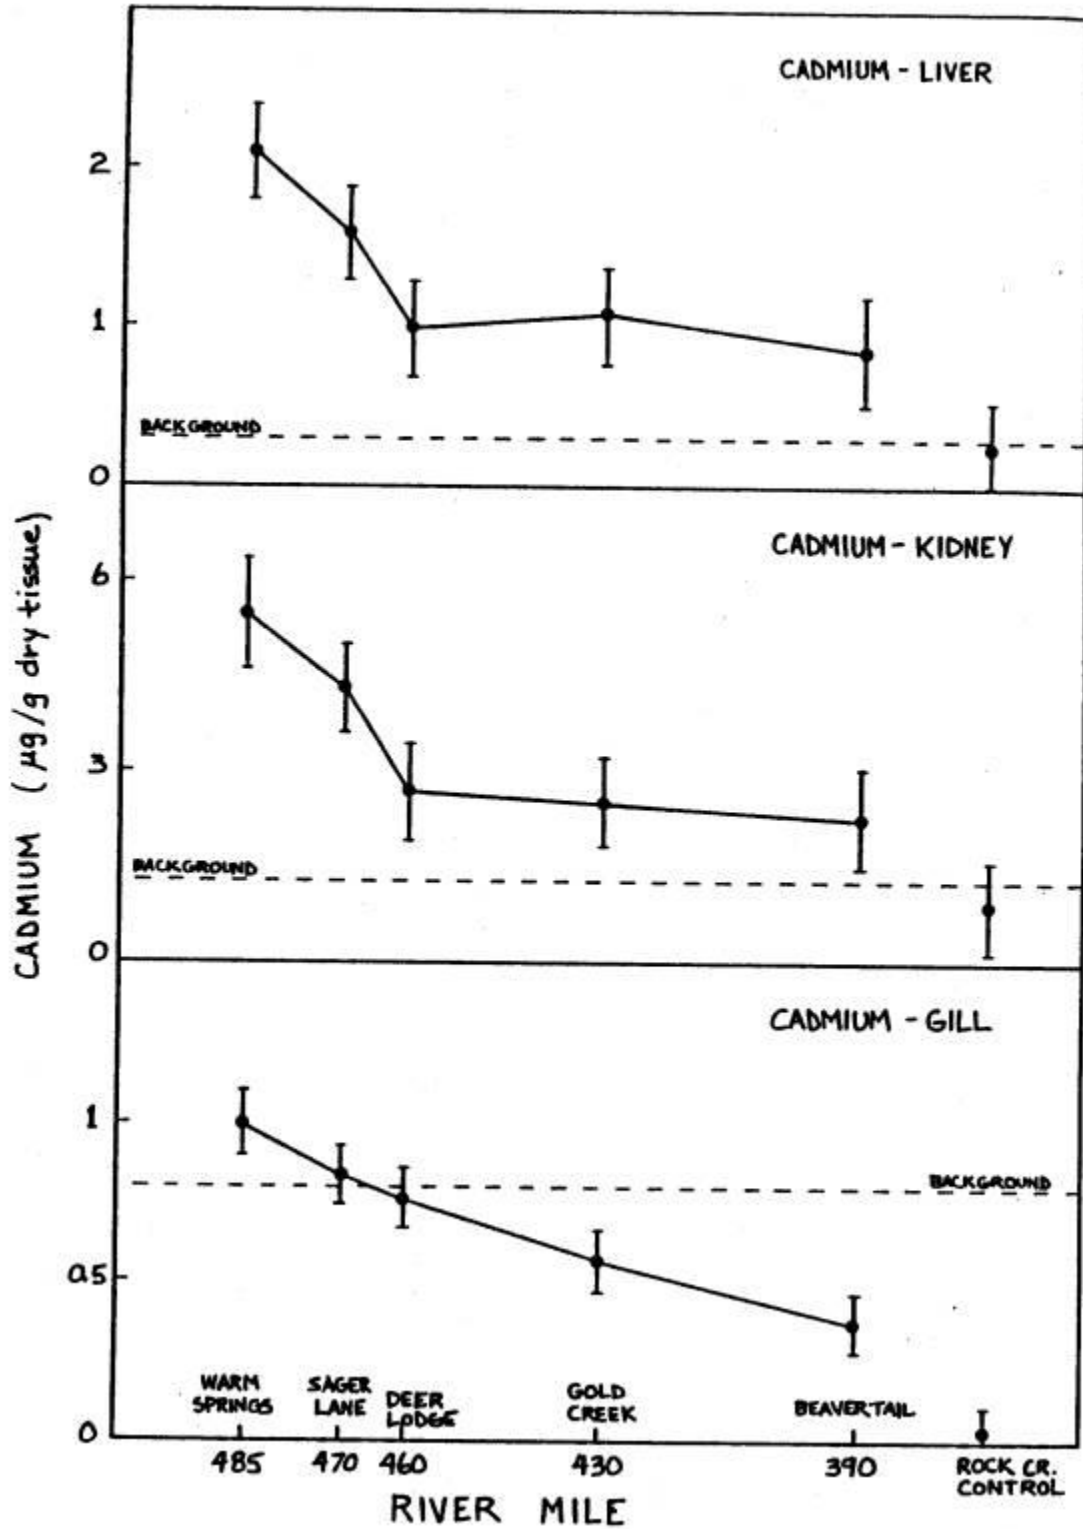 CADMIUM - LIVER
2
1
BACKGROUND
0
CADMIUM - KIDNEY
6
3
BACKGROUND
0
CADMIUM (µg/g dry tissue)
CADMIUM - GILL
1
BACKGROUND
0.5
0
WARM
SPRINGS
SAGER
LANE
DEER
LODGE
GOLD
CREEK
BEAVERTAIL
485 470 460 430 390 ROCK CR.
CONTROL
RIVER MILE